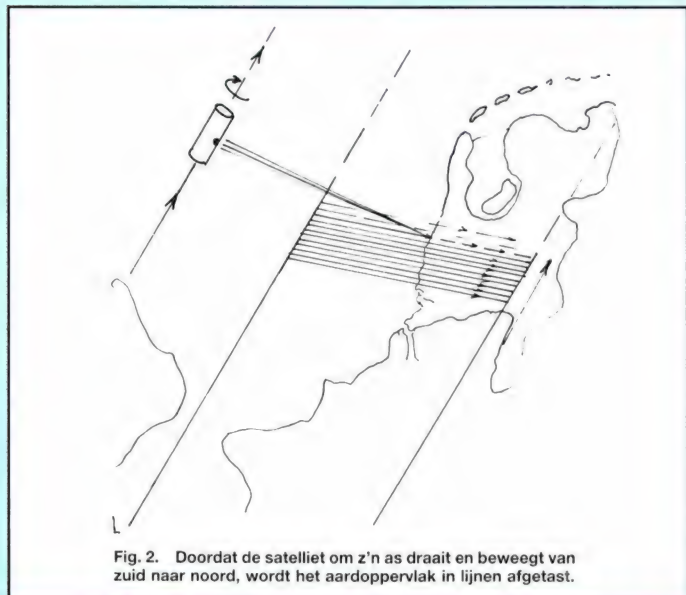 Fig. 2. Doordat de satelliet om z'n as draait en beweegt van
zuid naar noord, wordt het aardoppervlak in lijnen afgetast.